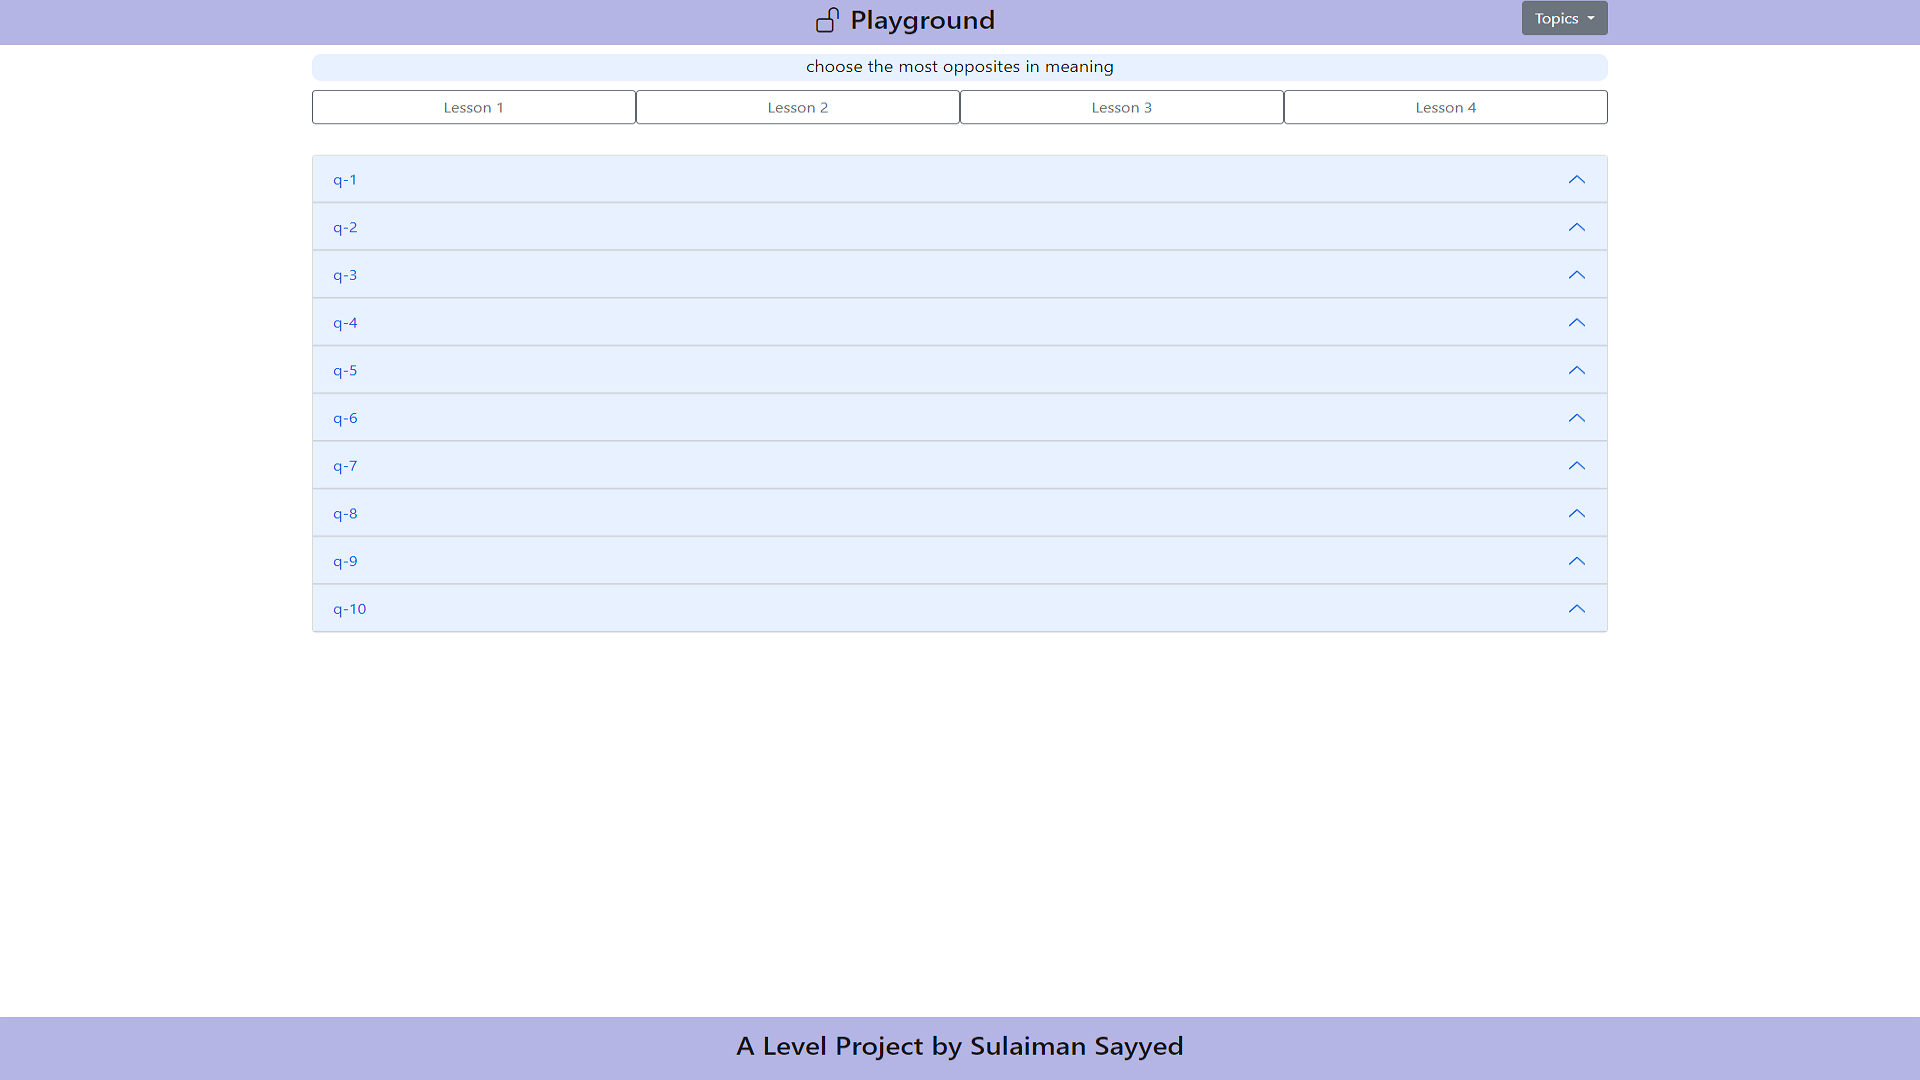 Playground
Topics
choose the most opposites in meaning
Lesson 1
Lesson 2
Lesson 3
Lesson 4
q-1
q-2
q-3
q-4
q-5
q-6
q-7
q-8
q-9
q-10
A Level Project by Sulaiman Sayyed